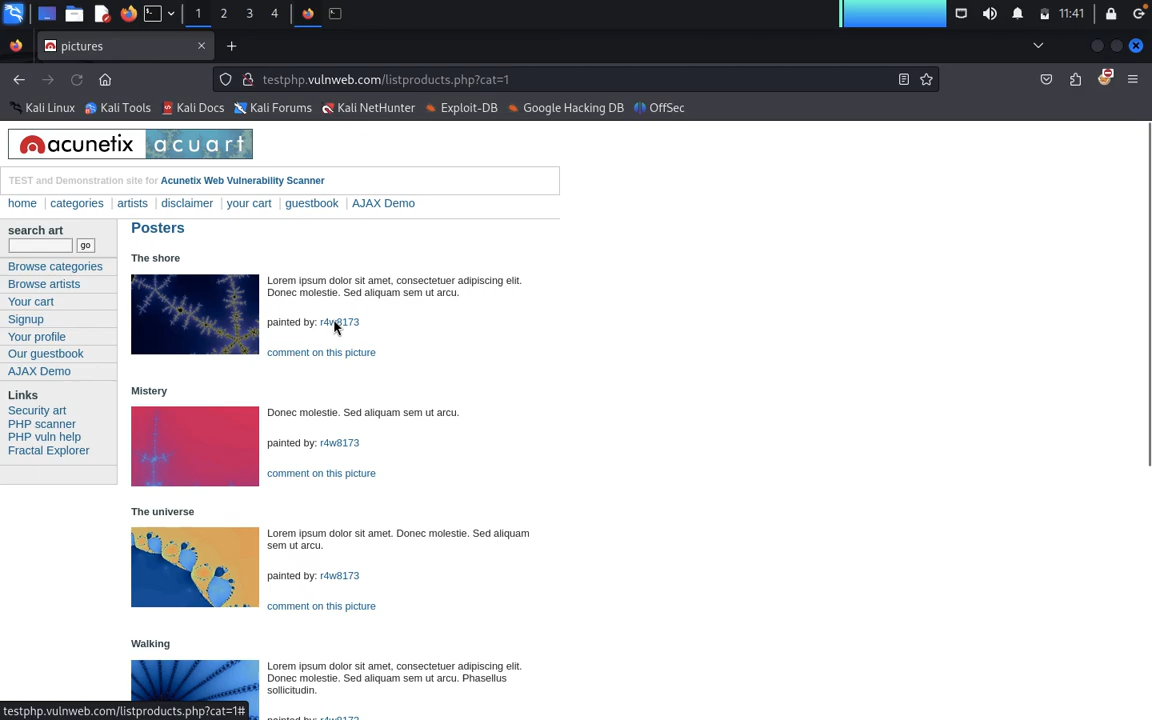 1 2 3 4 11:41
pictures
testphp.vulnweb.com/listproducts.php?cat=1
Kali Linux Kali Tools Kali Docs Kali Forums Kali NetHunter Exploit-DB Google Hacking DB OffSec
acunetix acuart
TEST and Demonstration site for Acunetix Web Vulnerability Scanner
home | categories | artists | disclaimer | your cart | guestbook | AJAX Demo
search art
go
Browse categories
Browse artists
Your cart
Signup
Your profile
Our guestbook
AJAX Demo
Links
Security art
PHP scanner
PHP vuln help
Fractal Explorer
Posters
The shore
Lorem ipsum dolor sit amet, consectetuer adipiscing elit.
Donec molestie. Sed aliquam sem ut arcu.
painted by: r4w8173
comment on this picture
Mistery
Donec molestie. Sed aliquam sem ut arcu.
painted by: r4w8173
comment on this picture
The universe
Lorem ipsum dolor sit amet. Donec molestie. Sed aliquam
sem ut arcu.
painted by: r4w8173
comment on this picture
Walking
Lorem ipsum dolor sit amet, consectetuer adipiscing elit.
Donec molestie. Sed aliquam sem ut arcu. Phasellus
sollicitudin.
painted by: r4w8173
testphp.vulnweb.com/listproducts.php?cat=1#